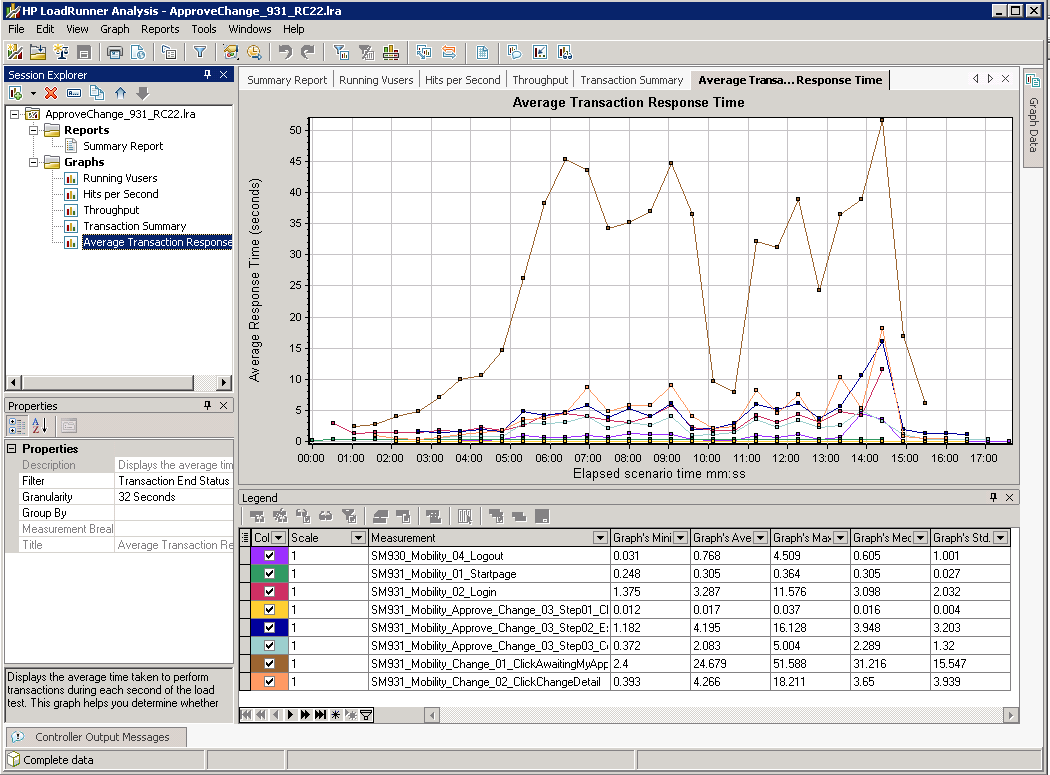 HP LoadRunner Analysis - ApproveChange_931_RC22.lra
File Edit View Graph Reports Tools Windows Help
Session Explorer
ApproveChange_931_RC22.lra
Reports
Summary Report
Graphs
Running Vusers
Hits per Second
Throughput
Transaction Summary
Average Transaction Response
Properties
Properties
Description Displays the average tim
Filter Transaction End Status
Granularity 32 Seconds
Group By
Measurement Breal
Title Average Transaction Re
Displays the average time taken to perform
transactions during each second of the load
test. This graph helps you determine whether
Summary Report Running Vusers Hits per Second Throughput Transaction Summary Average Transa...Response Time
Graph Data
Average Transaction Response Time
Average Response Time (seconds)
50
45
40
35
30
25
20
15
10
5
0
00:00 01:00 02:00 03:00 04:00 05:00 06:00 07:00 08:00 09:00 10:00 11:00 12:00 13:00 14:00 15:00 16:00 17:00
Elapsed scenario time mm:ss
Legend
Col Scale Measurement Graph's Mini Graph's Ave Graph's Max Graph's Mec Graph's Std.
1 SM930_Mobility_04_Logout 0.031 0.768 4.509 0.605 1.001
1 SM931_Mobility_01_Startpage 0.248 0.305 0.364 0.305 0.027
1 SM931_Mobility_02_Login 1.375 3.287 11.576 3.098 2.032
1 SM931_Mobility_Approve_Change_03_Step01_Cl 0.012 0.017 0.037 0.016 0.004
1 SM931_Mobility_Approve_Change_03_Step02_E 1.182 4.195 16.128 3.948 3.203
1 SM931_Mobility_Approve_Change_03_Step03_C 0.372 2.083 5.004 2.289 1.32
1 SM931_Mobility_Change_01_ClickAwaitingMyApp 2.4 24.679 51.588 31.216 15.547
1 SM931_Mobility_Change_02_ClickChangeDetail 0.393 4.266 18.211 3.65 3.939
Controller Output Messages
Complete data